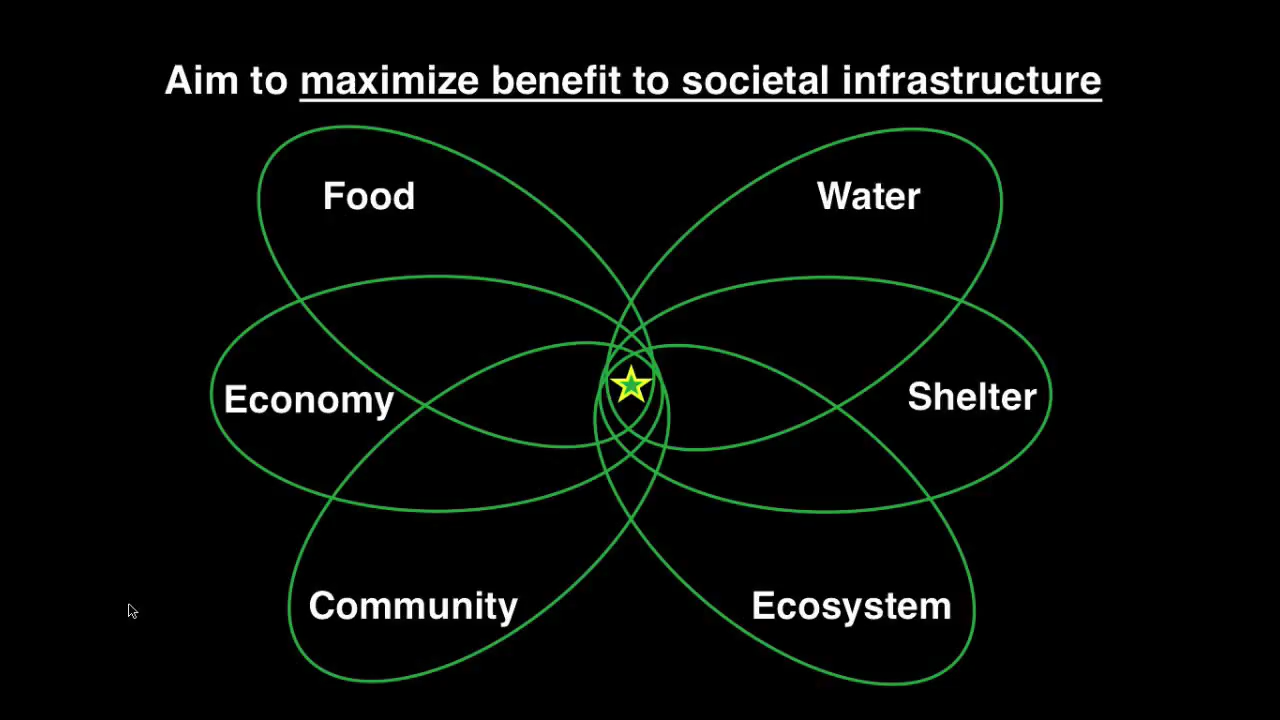 Aim to maximize benefit to societal infrastructure
Food
Water
Economy
Shelter
Community
Ecosystem